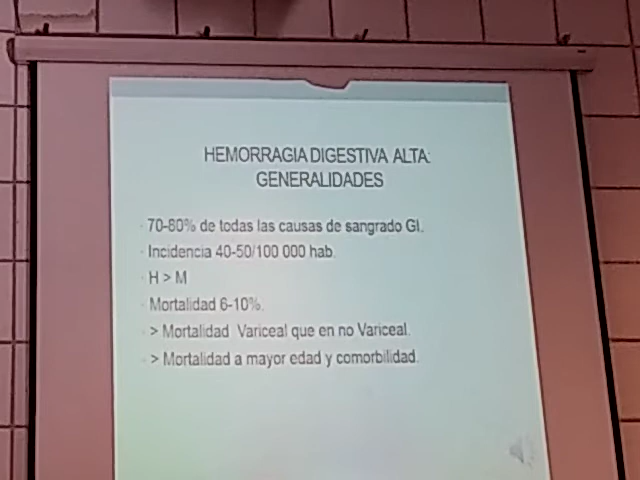 HEMORRAGIA DIGESTIVA ALTA:
GENERALIDADES
· 70-80% de todas las causas de sangrado GI.
· Incidencia 40-50/100 000 hab.
· H > M
· Mortalidad 6-10%.
· > Mortalidad Variceal que en no Variceal.
· > Mortalidad a mayor edad y comorbilidad.